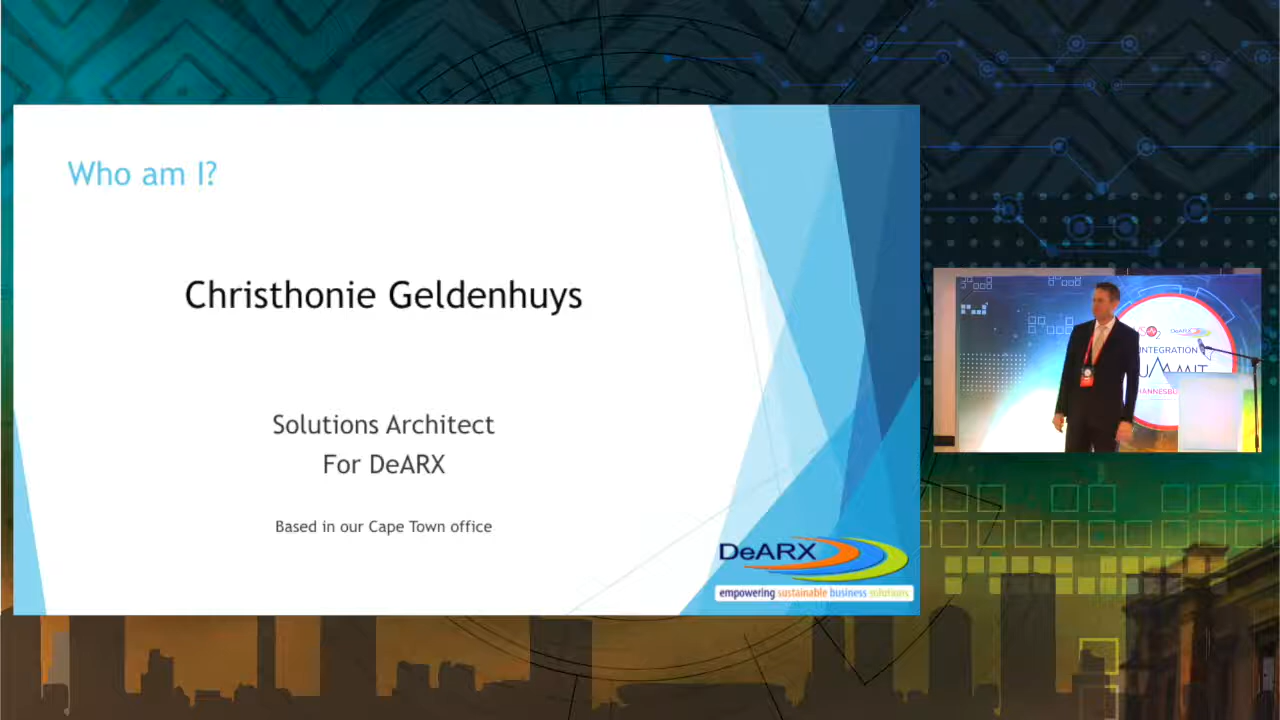 Who am I?
Christhonie Geldenhuys
Solutions Architect
For DeARX
Based in our Cape Town office
DeARX
empowering sustainable business solutions
DeARX
INTEGRATION